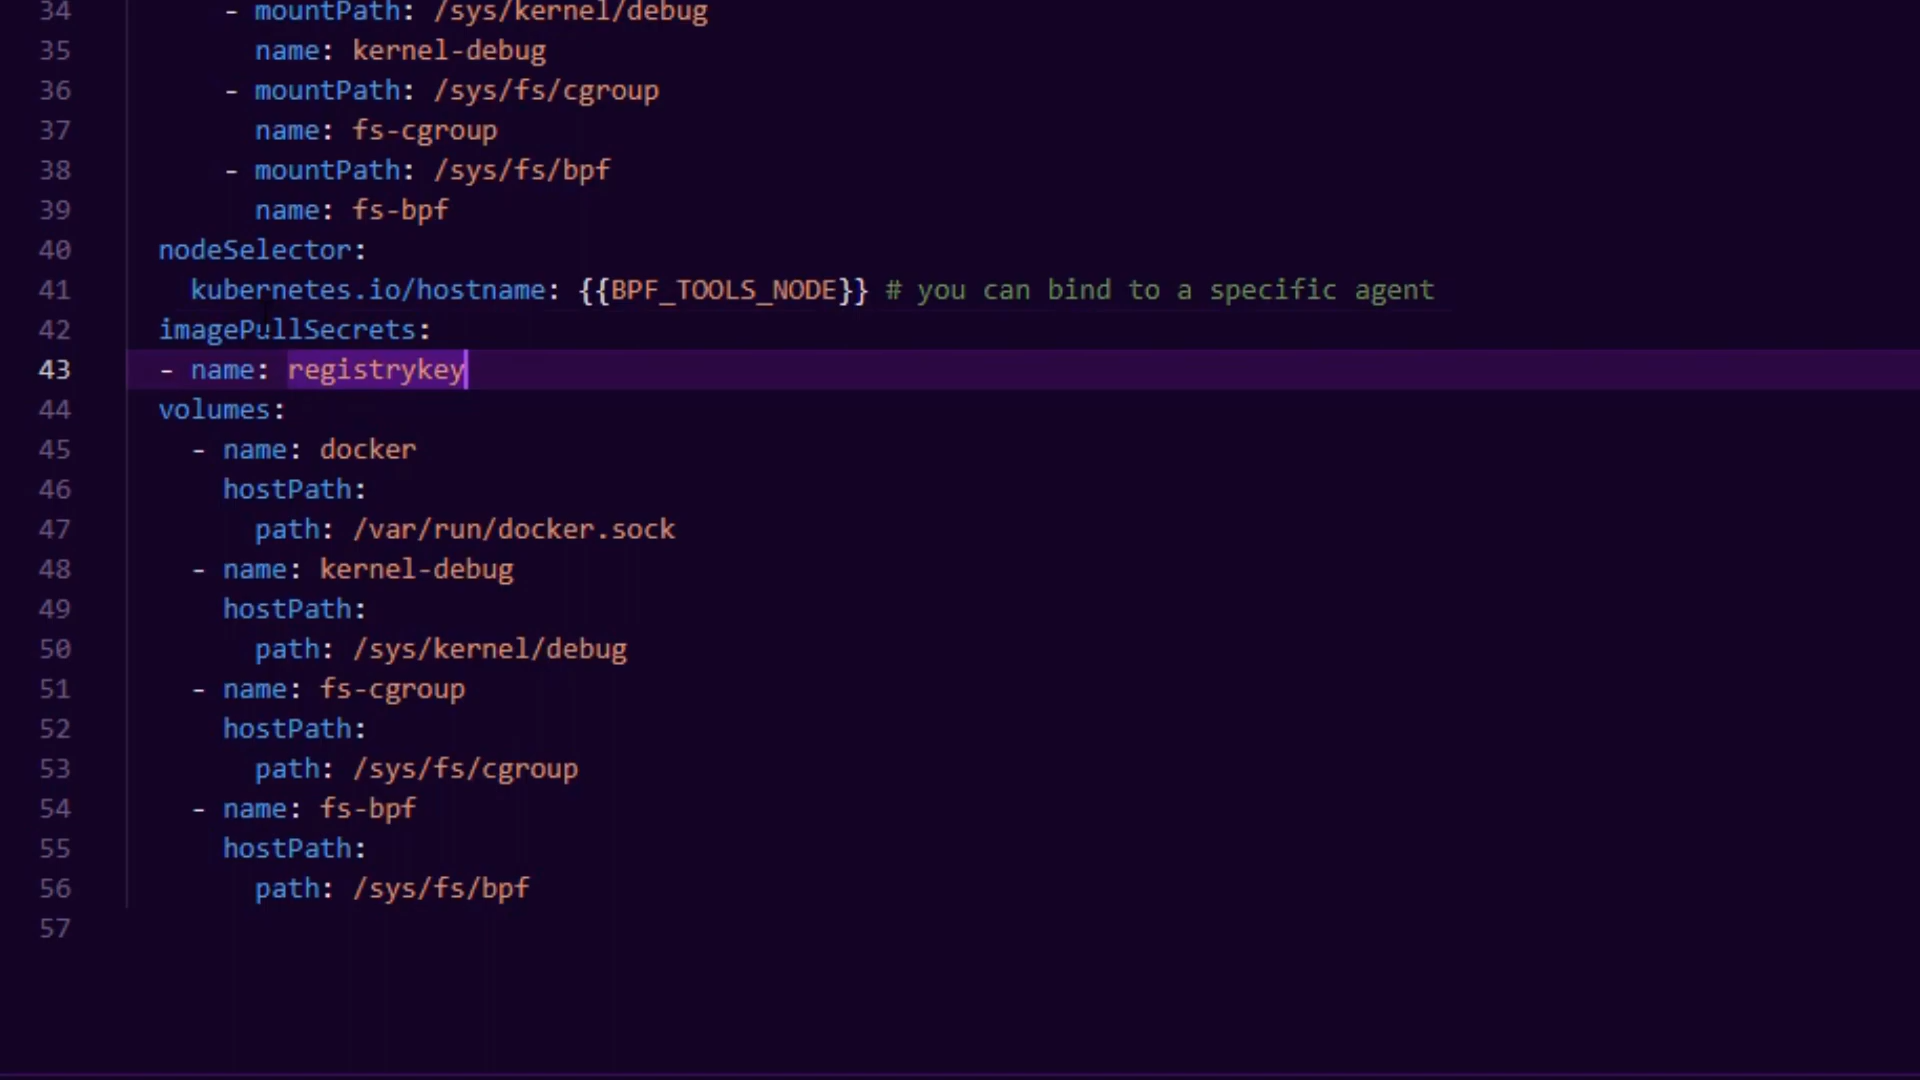 34 - mountPath: /sys/kernel/debug
35 name: kernel-debug
36 - mountPath: /sys/fs/cgroup
37 name: fs-cgroup
38 - mountPath: /sys/fs/bpf
39 name: fs-bpf
40 nodeSelector:
41 kubernetes.io/hostname: {{BPF_TOOLS_NODE}} # you can bind to a specific agent
42 imagePullSecrets:
43 - name: registrykey
44 volumes:
45 - name: docker
46 hostPath:
47 path: /var/run/docker.sock
48 - name: kernel-debug
49 hostPath:
50 path: /sys/kernel/debug
51 - name: fs-cgroup
52 hostPath:
53 path: /sys/fs/cgroup
54 - name: fs-bpf
55 hostPath:
56 path: /sys/fs/bpf
57